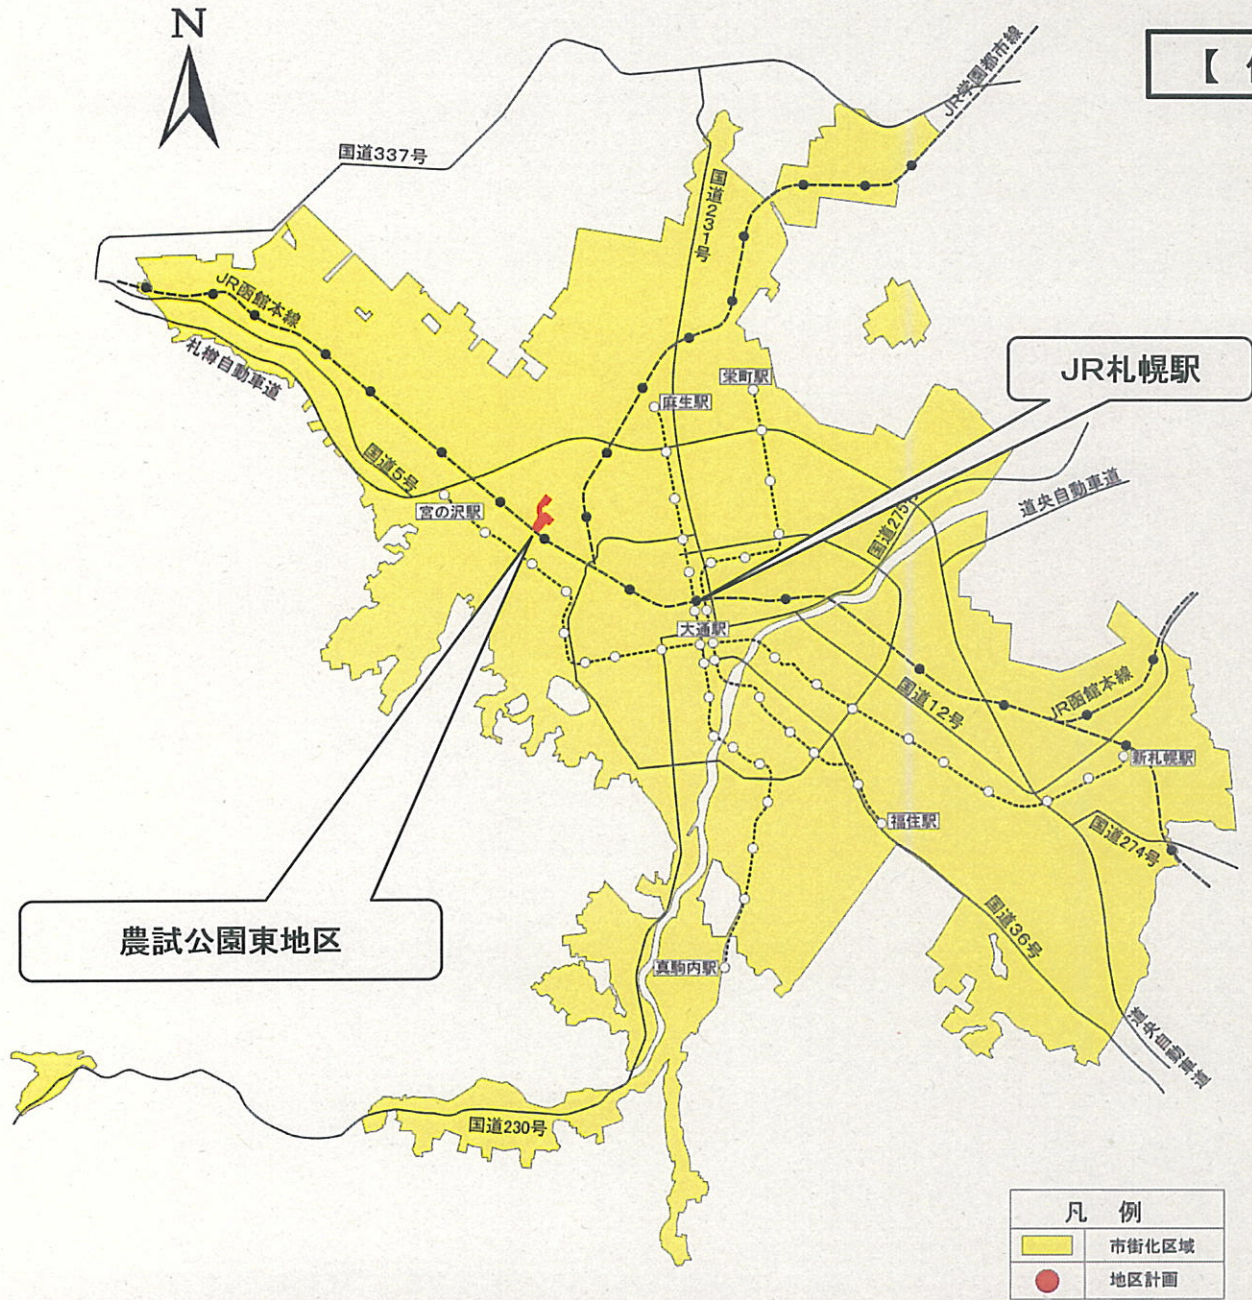 N
【
JR学園都市線
国道337号
国道231号
JR函館本線
札樽自動車道
JR札幌駅
栄町駅
麻生駅
国道5号
宮の沢駅
国道275号
道央自動車道
大通駅
国道12号
JR函館本線
新札幌駅
福住駅
国道274号
農試公園東地区
国道36号
真駒内駅
道央自動車道
国道230号
凡 例
市街化区域
地区計画